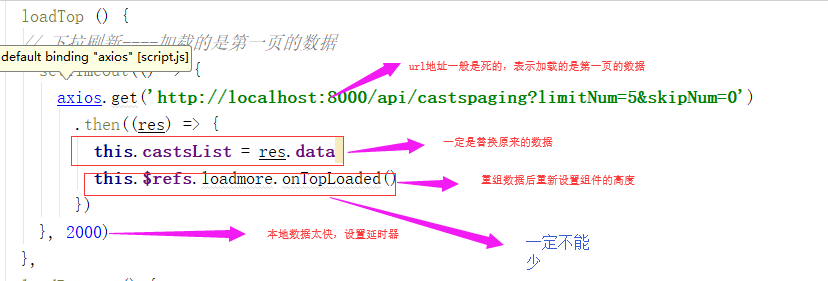 loadTop () {
// 下拉刷新----加载的是第一页的数据
default binding "axios" [script.js]
=> {
url地址一般是死的，表示加载的是第一页的数据
axios.get('http://localhost:8000/api/castspaging?limitNum=5&skipNum=0')
.then((res) => {
this.castsList = res.data
一定是替换原来的数据
this.$refs.loadmore.onTopLoaded()
重组数据后重新设置组件的高度
})
}, 2000)
本地数据太快，设置延时器
一定不能
少
},